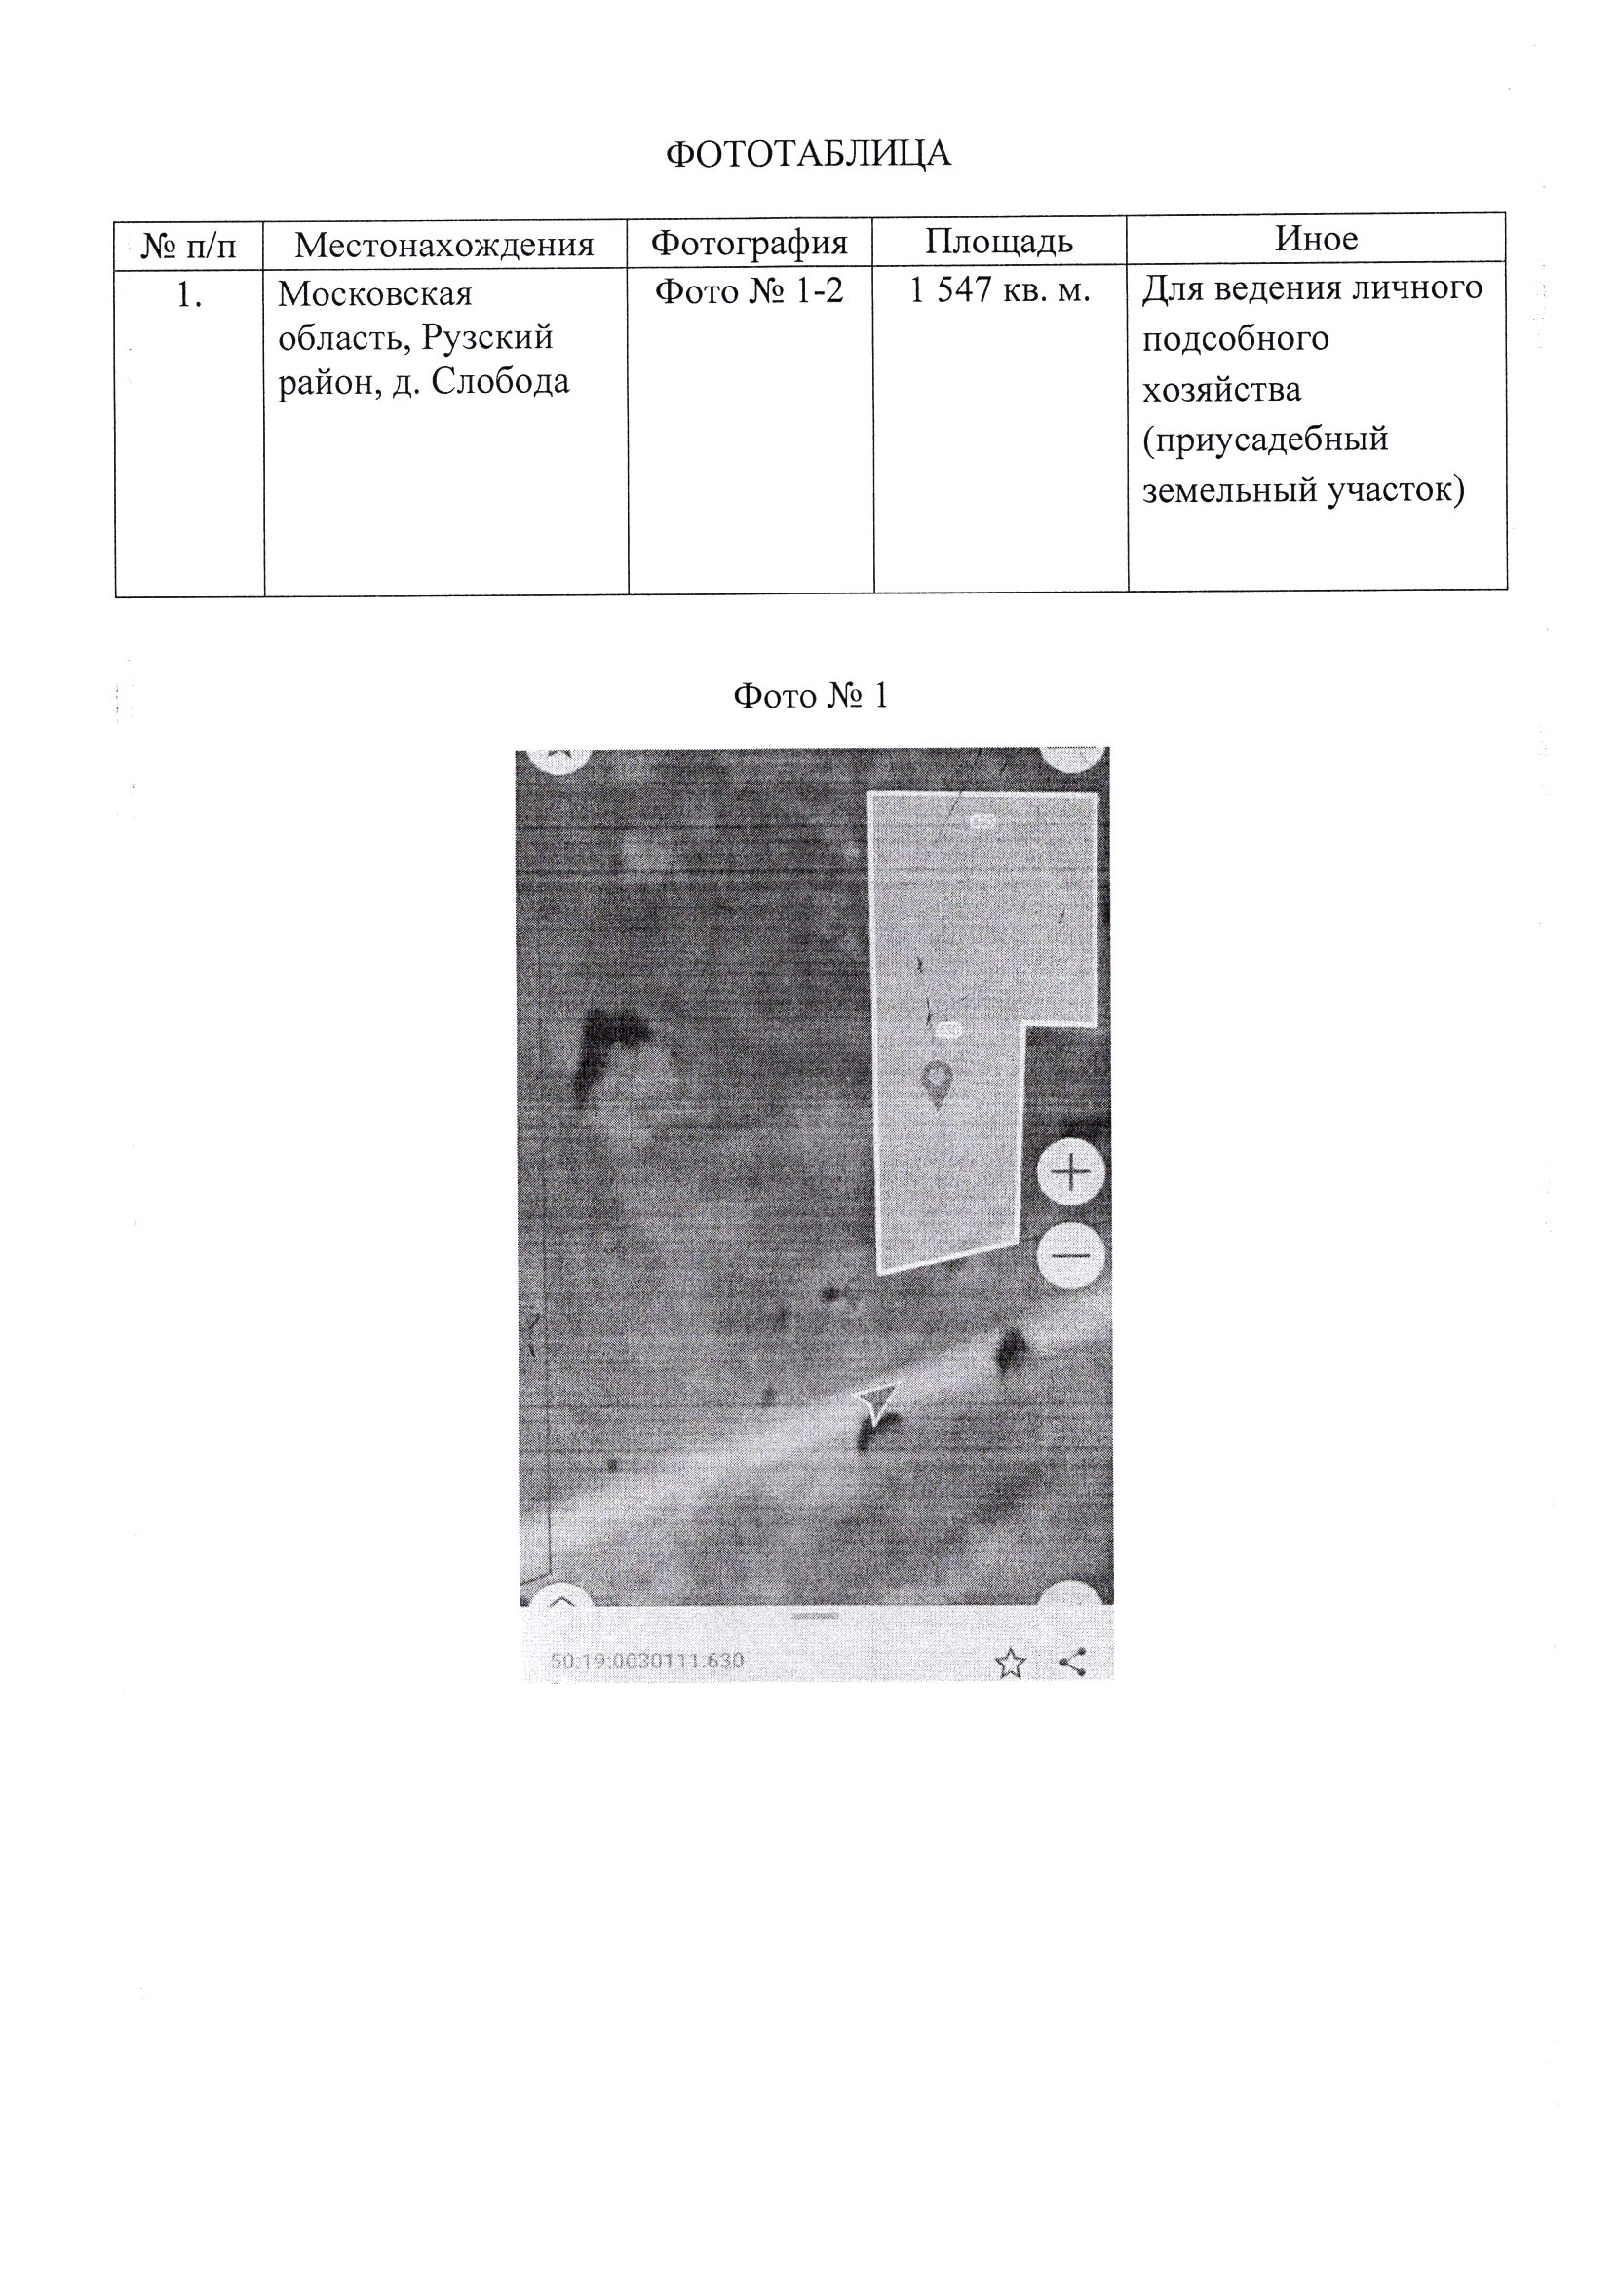 ФОТОТАБЛИЦА
№ п/п Местонахождения Фотография Площадь Иное
1. Московская область, Рузский район, д. Слобода Фото № 1-2 1 547 кв. м. Для ведения личного подсобного хозяйства (приусадебный земельный участок)
Фото № 1
50:19:0030111:630